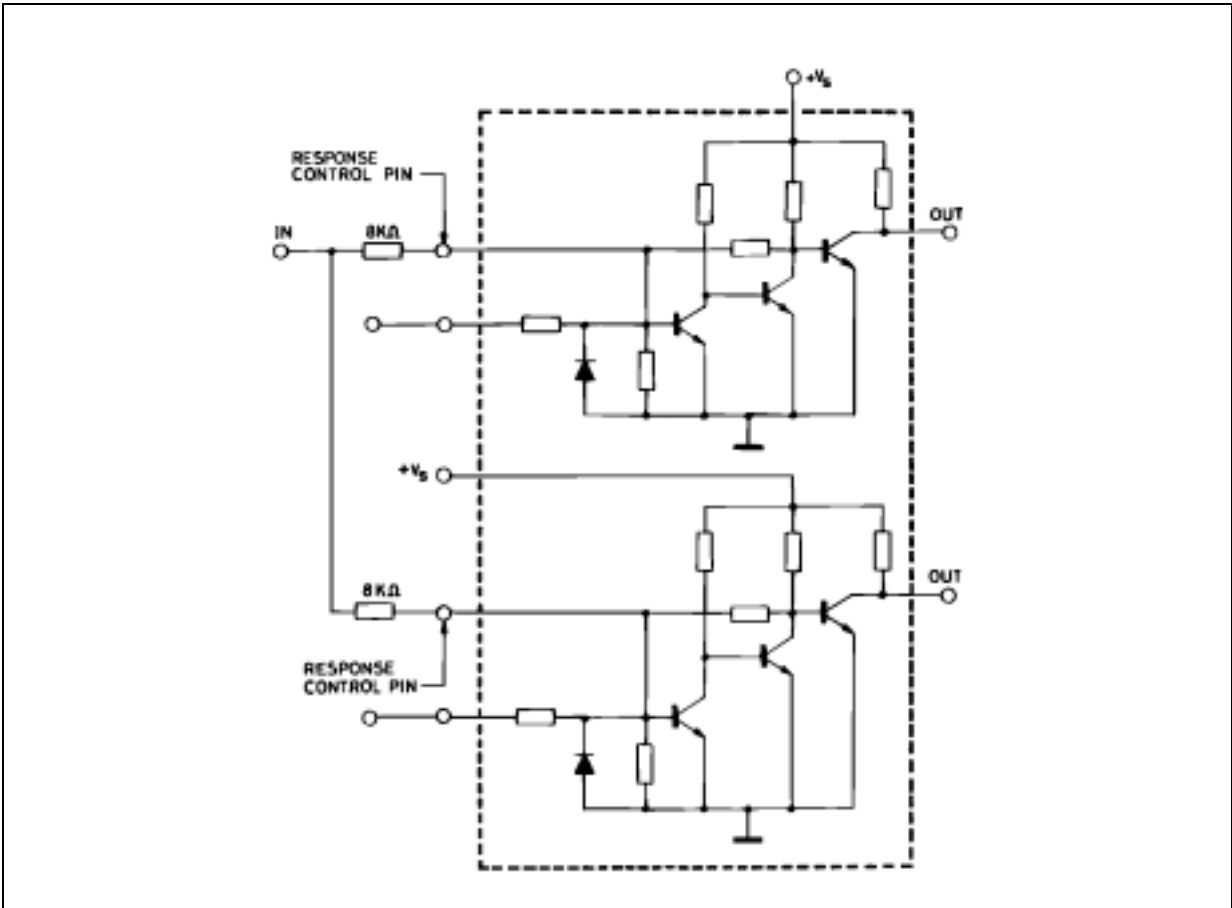 +Vs
RESPONSE
CONTROL PIN
IN
8KΩ
OUT
+Vs
8KΩ
OUT
RESPONSE
CONTROL PIN